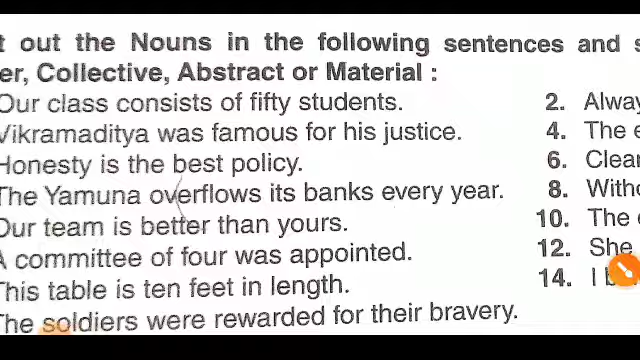 t out the Nouns in the following sentences and s
er, Collective, Abstract or Material :
Our class consists of fifty students. 2. Alway
Vikramaditya was famous for his justice. 4. The e
Honesty is the best policy. 6. Clear
The Yamuna overflows its banks every year. 8. Witho
Our team is better than yours. 10. The
A committee of four was appointed. 12. She
This table is ten feet in length. 14. I
The soldiers were rewarded for their bravery.